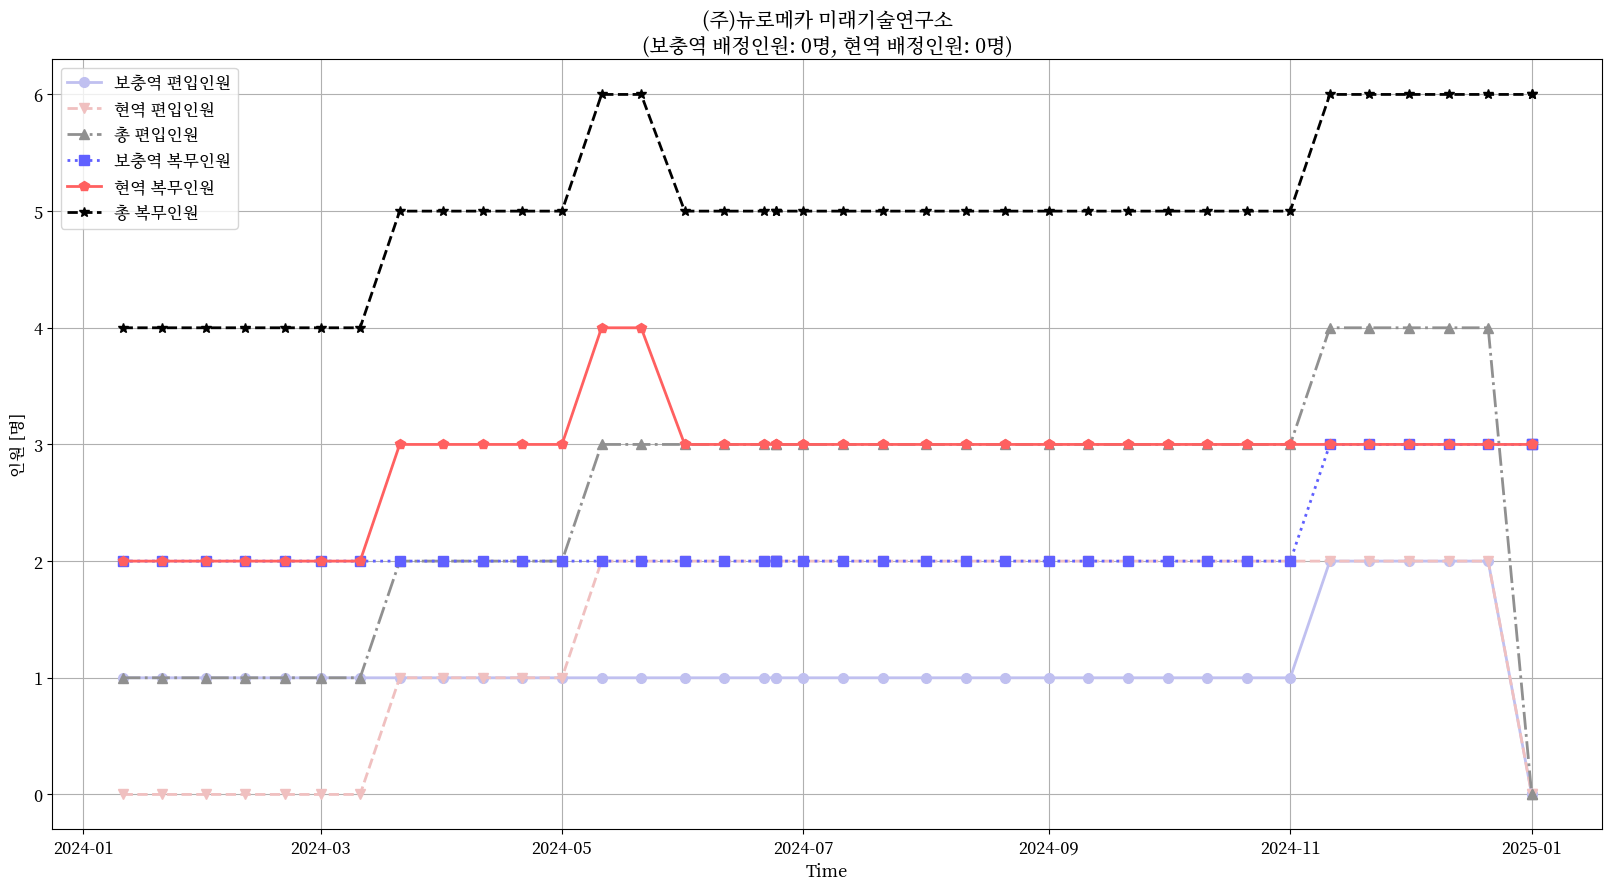 (주)뉴로메카 미래기술연구소
(보충역 배정인원: 0명, 현역 배정인원: 0명)
보충역 편입인원
현역 편입인원
총 편입인원
보충역 복무인원
현역 복무인원
총 복무인원
인원 [명]
6
5
4
3
2
1
0
2024-01
2024-03
2024-05
2024-07
2024-09
2024-11
2025-01
Time